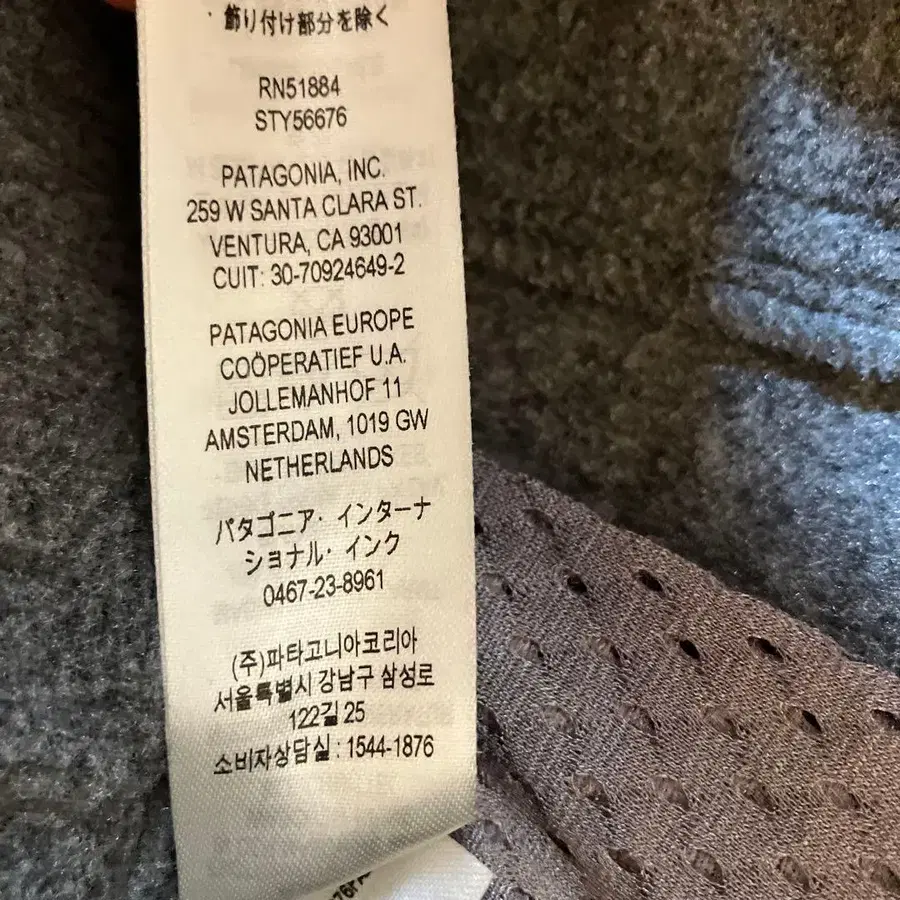 ・飾り付け部分を除く
RN51884
STY56676
PATAGONIA, INC.
259 W SANTA CLARA ST.
VENTURA, CA 93001
CUIT: 30-70924649-2
PATAGONIA EUROPE
COÖPERATIEF U.A.
JOLLEMANHOF 11
AMSTERDAM, 1019 GW
NETHERLANDS
パタゴニア・インターナ
ショナル・インク
0467-23-8961
(주)파타고니아코리아
서울특별시 강남구 삼성로
122길 25
소비자상담실 : 1544-1876